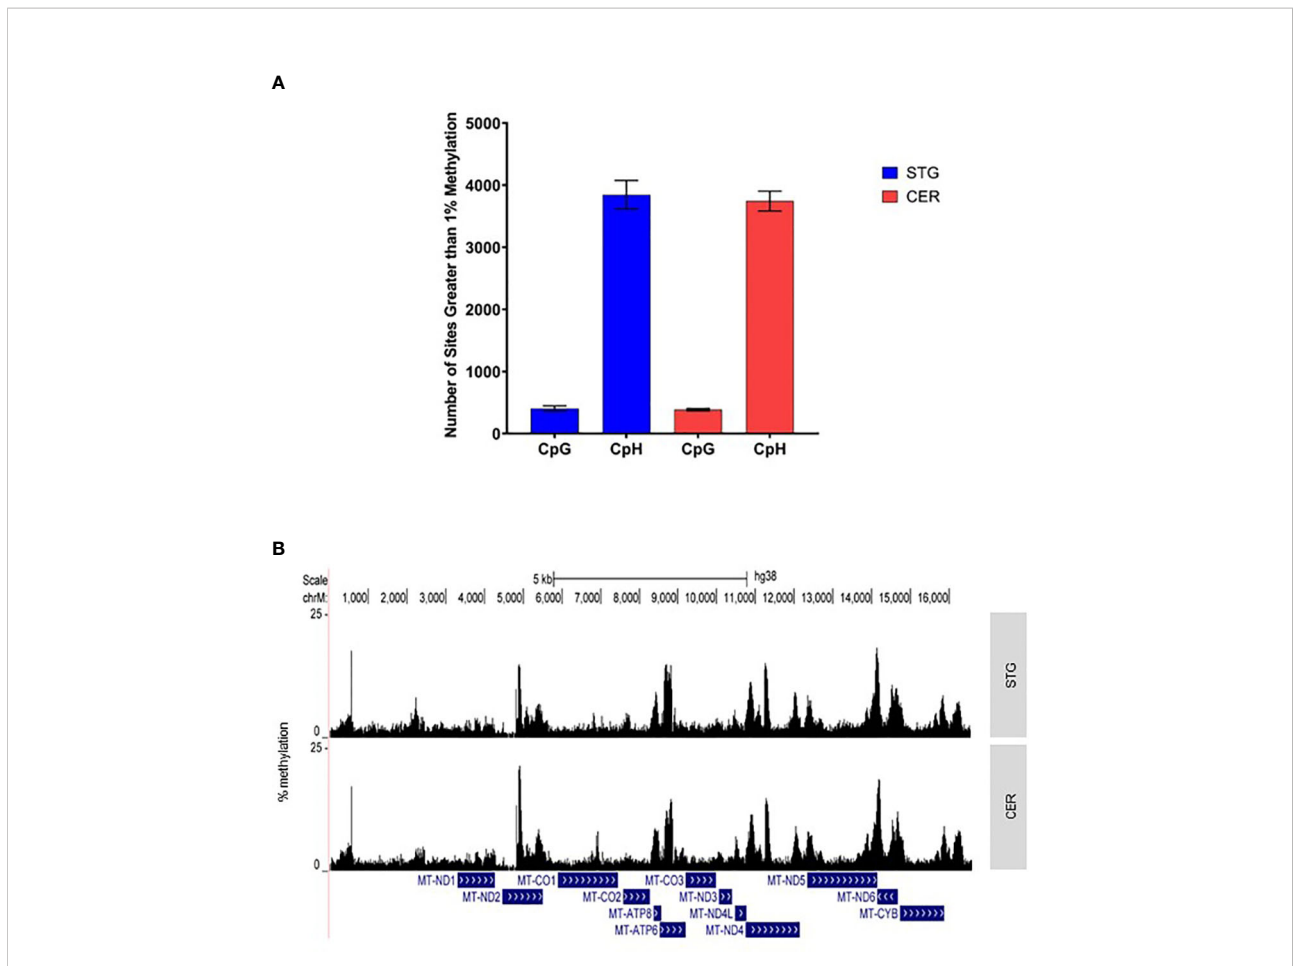 A
Number of Sites Greater than 1% Methylation
5000
4000
3000
2000
1000
0
CpG CpH CpG CpH
STG
CER
B
Scale 5 kb hg38
chrM: 1,000 2,000 3,000 4,000 5,000 6,000 7,000 8,000 9,000 10,000 11,000 12,000 13,000 14,000 15,000 16,000
25
0
STG
% methylation
25
0
CER
MT-ND1 MT-CO1 MT-CO3 MT-ND5
MT-ND2 MT-CO2 MT-ND3 MT-ND6
MT-ATP8 MT-ND4L MT-CYB
MT-ATP6 MT-ND4